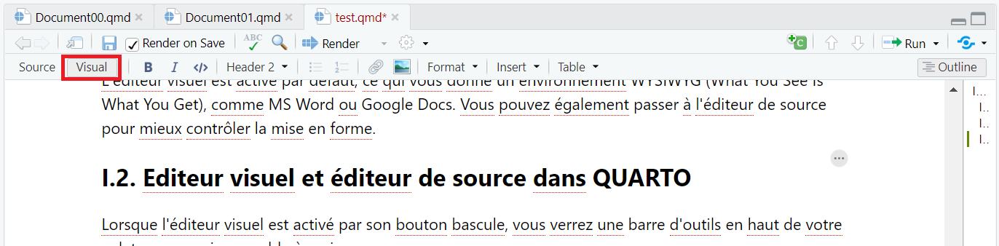 Document00.qmd × Document01.qmd × test.qmd* ×
Render on Save ABC Render C Run
Source Visual B I </> Header 2 Format Insert Table Outline
L'éditeur visuel est activé par défaut, ce qui vous donne un environnement WYSIWYG (What You See Is
What You Get), comme MS Word ou Google Docs. Vous pouvez également passer à l'éditeur de source
pour mieux contrôler la mise en forme.
I.2. Editeur visuel et éditeur de source dans QUARTO
Lorsque l'éditeur visuel est activé par son bouton bascule, vous verrez une barre d'outils en haut de votre
I...
I..
I..
I..